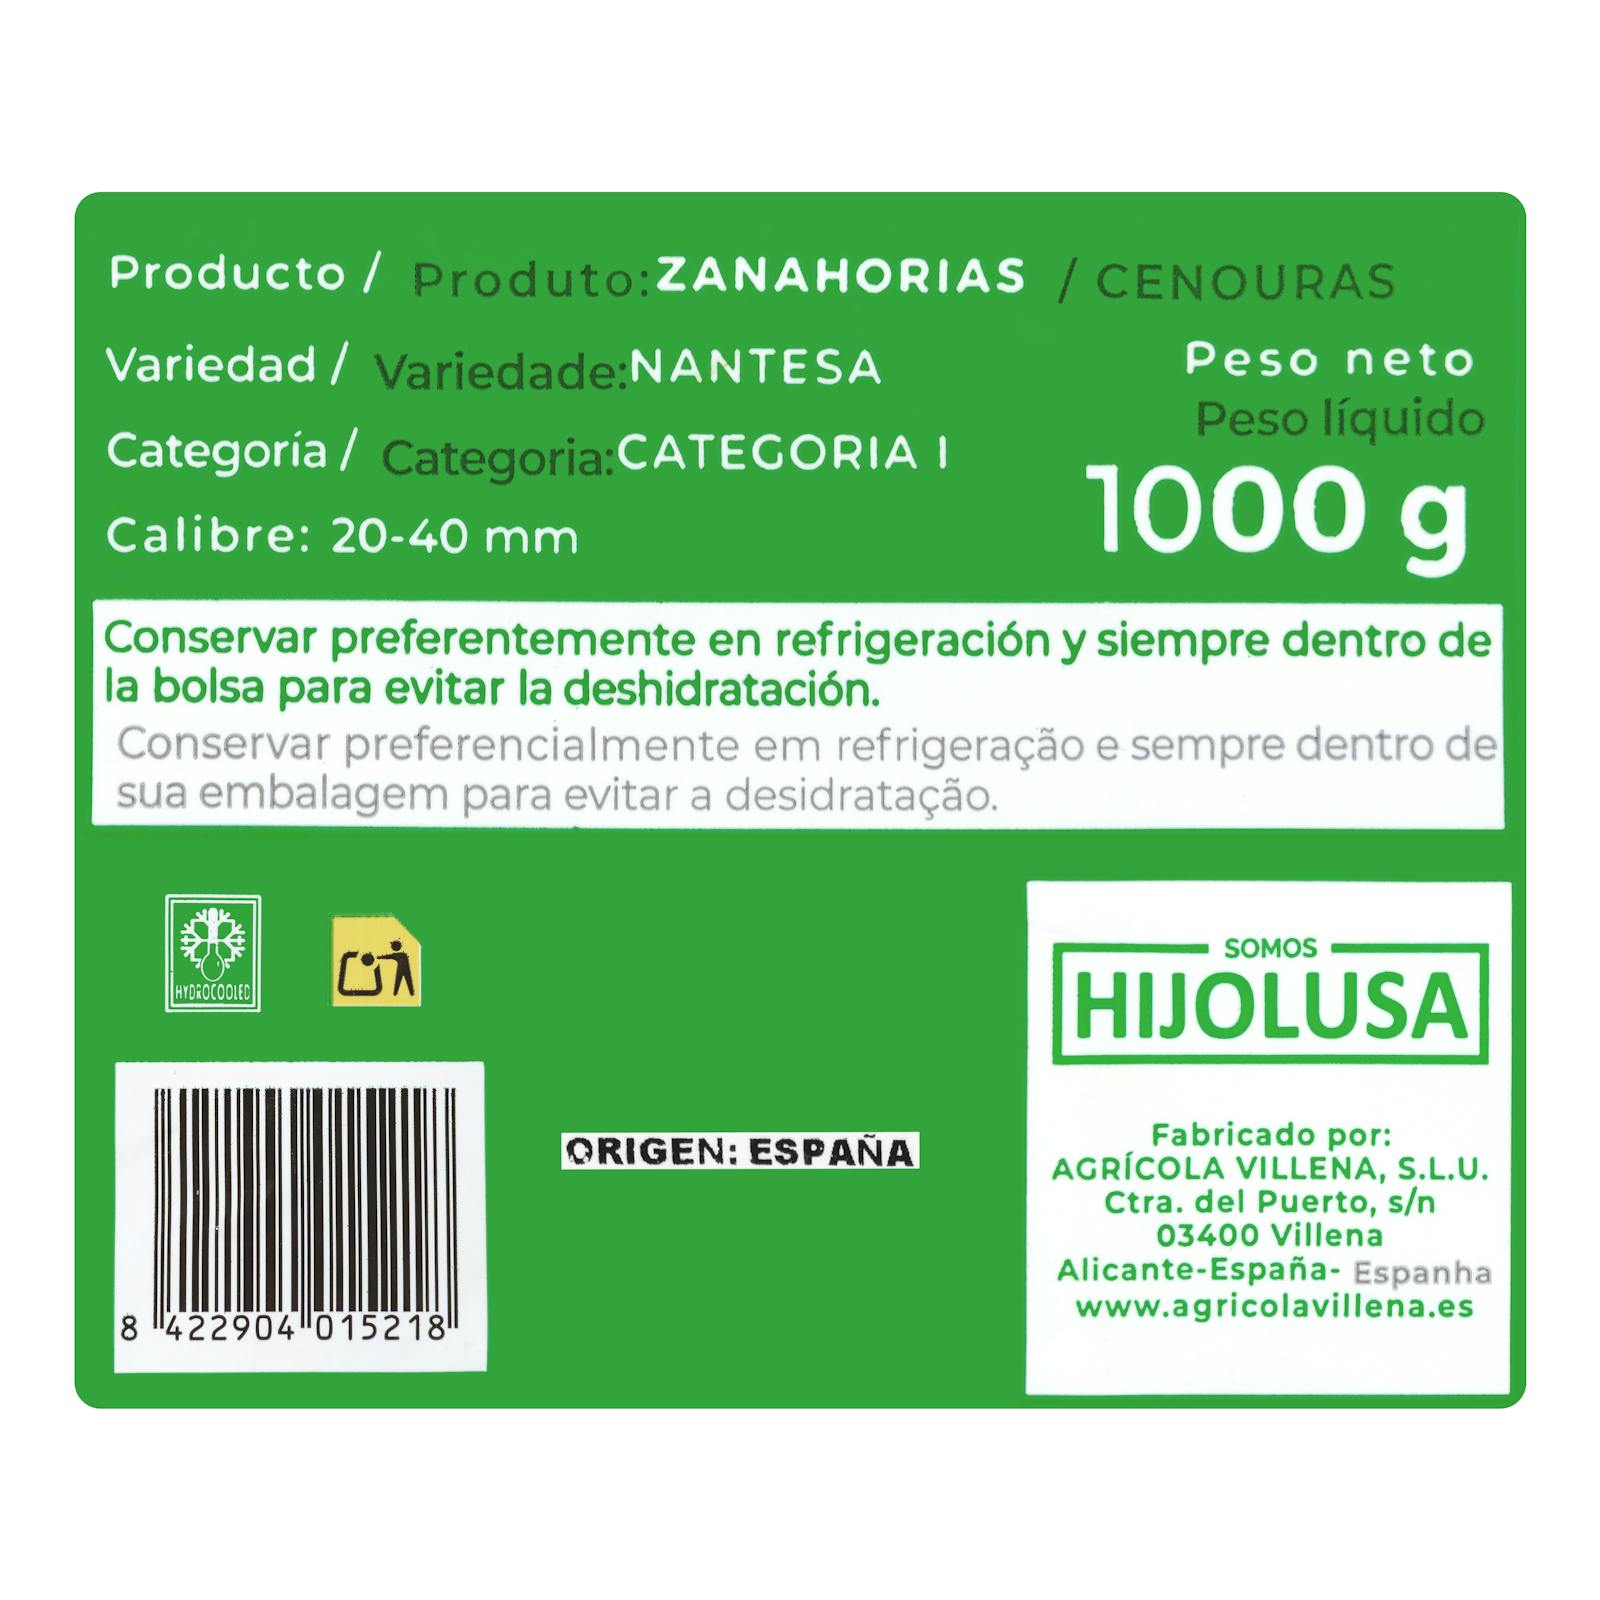 Producto / Produto: ZANAHORIAS / CENOURAS
Variedad / Variedade: NANTESA
Categoría / Categoria: CATEGORIA I
Calibre: 20-40 mm
Peso neto
Peso líquido
1000 g
Conservar preferentemente en refrigeración y siempre dentro de
la bolsa para evitar la deshidratación.
Conservar preferencialmente em refrigeração e sempre dentro de
sua embalagem para evitar a desidratação.
HYDROCOOLED
8 422904 015218
ORIGEN: ESPAÑA
SOMOS
HIJOLUSA
Fabricado por:
AGRÍCOLA VILLENA, S.L.U.
Ctra. del Puerto, s/n
03400 Villena
Alicante-España- Espanha
www.agricolavillena.es